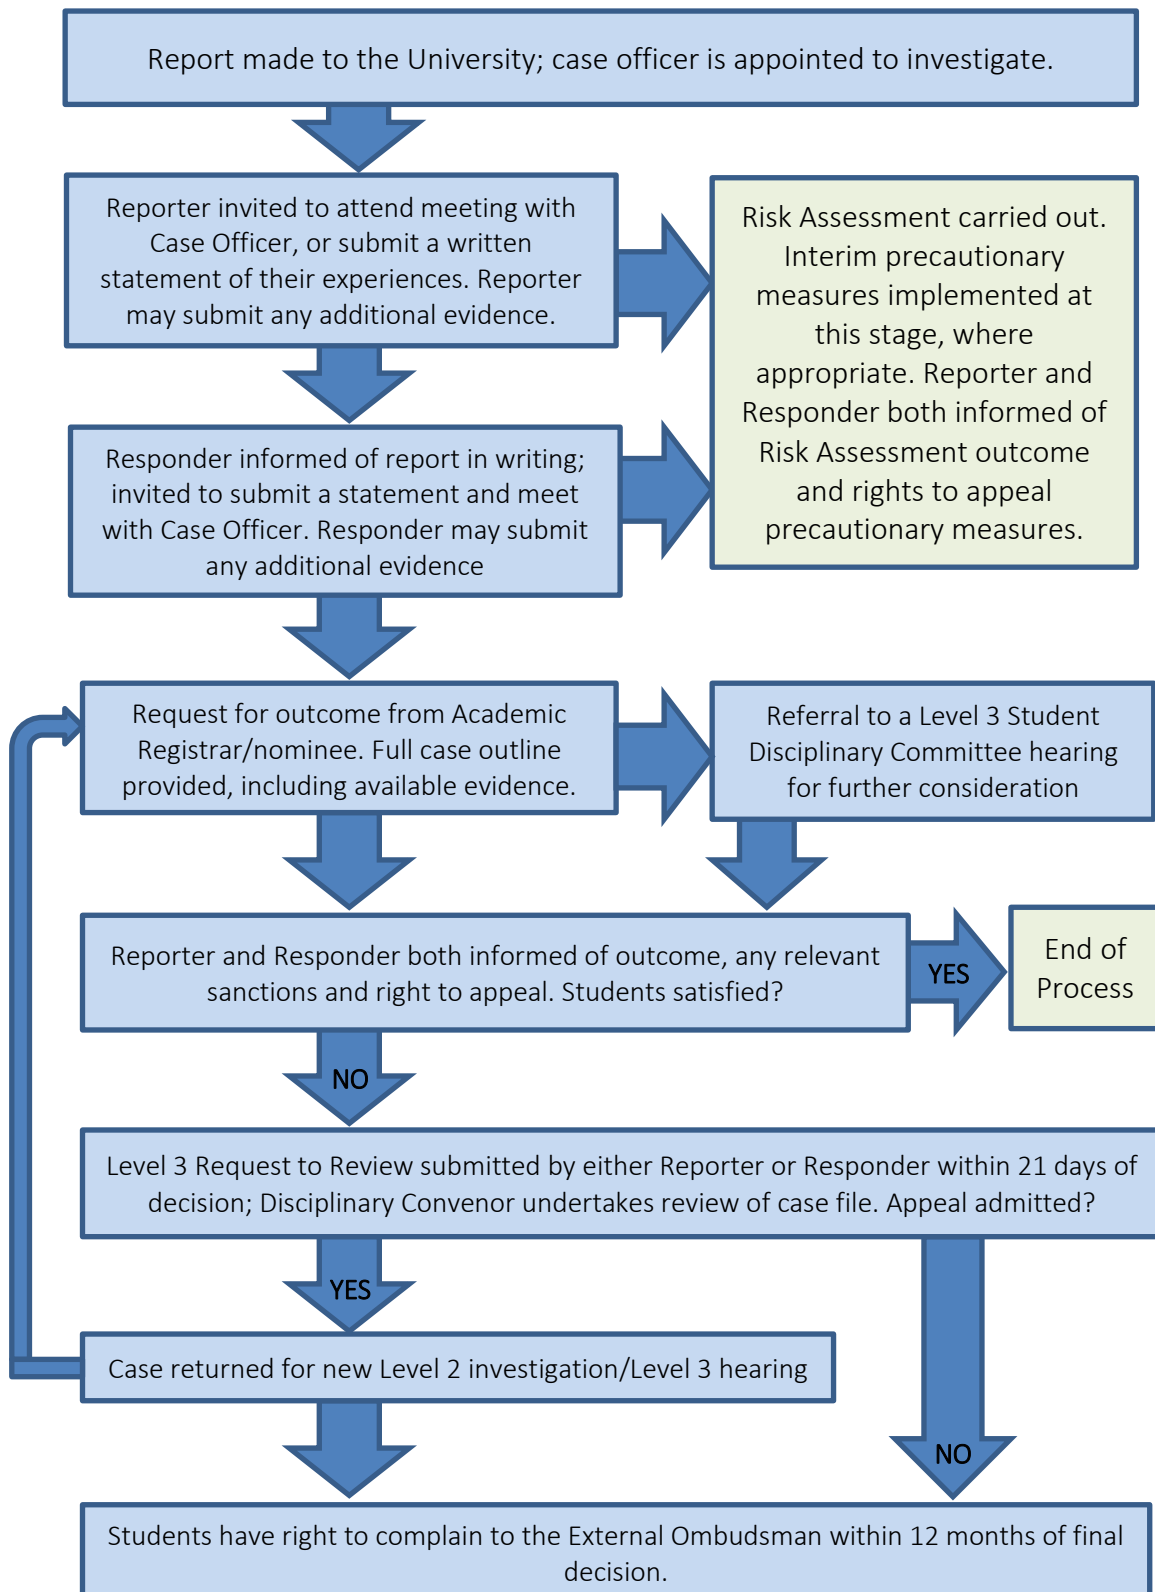 Report made to the University; case officer is appointed to investigate.
Reporter invited to attend meeting with
Case Officer, or submit a written
statement of their experiences. Reporter
may submit any additional evidence.
Risk Assessment carried out.
Interim precautionary
measures implemented at
this stage, where
appropriate. Reporter and
Responder both informed of
Risk Assessment outcome
and rights to appeal
precautionary measures.
Responder informed of report in writing;
invited to submit a statement and meet
with Case Officer. Responder may submit
any additional evidence
Request for outcome from Academic
Registrar/nominee. Full case outline
provided, including available evidence.
Referral to a Level 3 Student
Disciplinary Committee hearing
for further consideration
Reporter and Responder both informed of outcome, any relevant
sanctions and right to appeal. Students satisfied?
YES
End of
Process
NO
Level 3 Request to Review submitted by either Reporter or Responder within 21 days of
decision; Disciplinary Convenor undertakes review of case file. Appeal admitted?
YES
Case returned for new Level 2 investigation/Level 3 hearing
NO
Students have right to complain to the External Ombudsman within 12 months of final
decision.